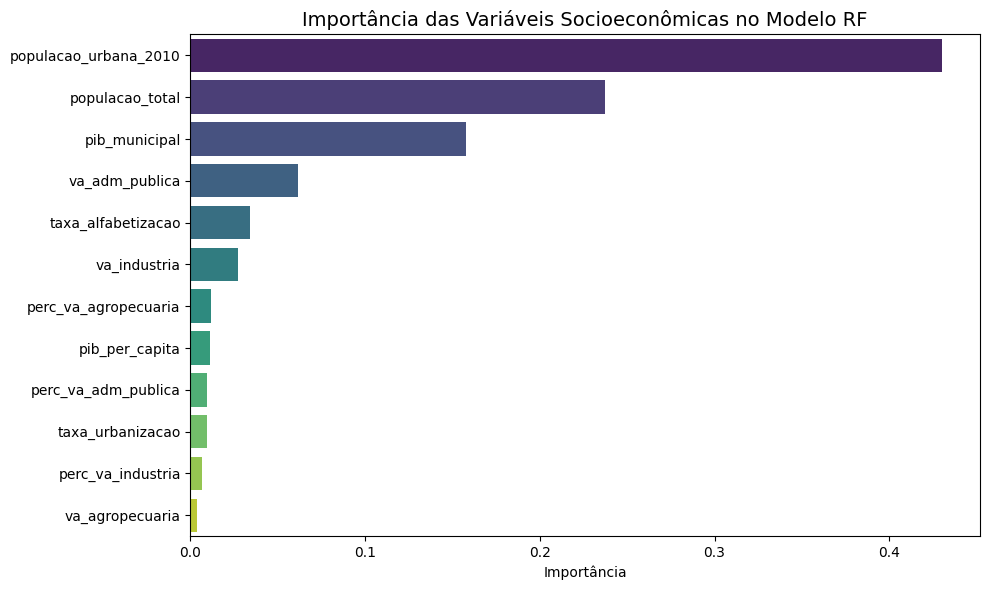 Importância das Variáveis Socioeconômicas no Modelo RF
populacao_urbana_2010
populacao_total
pib_municipal
va_adm_publica
taxa_alfabetizacao
va_industria
perc_va_agropecuaria
pib_per_capita
perc_va_adm_publica
taxa_urbanizacao
perc_va_industria
va_agropecuaria
0.0 0.1 0.2 0.3 0.4
Importância